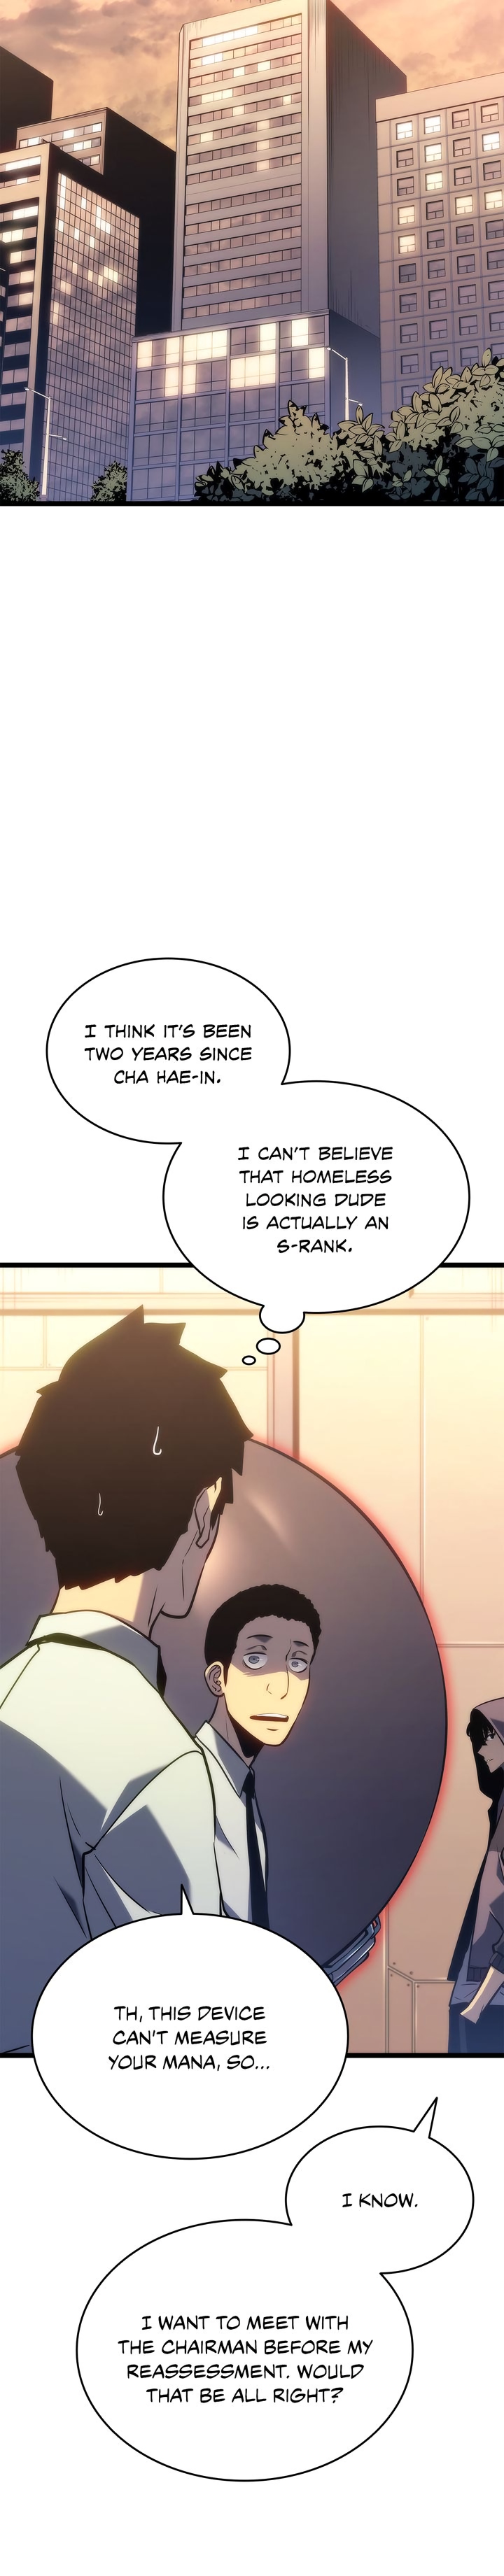 I THINK IT'S BEEN
TWO YEARS SINCE
CHA HAE-IN.
I CAN'T BELIEVE
THAT HOMELESS
LOOKING DUDE
IS ACTUALLY AN
S-RANK.
TH, THIS DEVICE
CAN'T MEASURE
YOUR MANA, SO...
I KNOW.
I WANT TO MEET WITH
THE CHAIRMAN BEFORE MY
REASSESSMENT. WOULD
THAT BE ALL RIGHT?